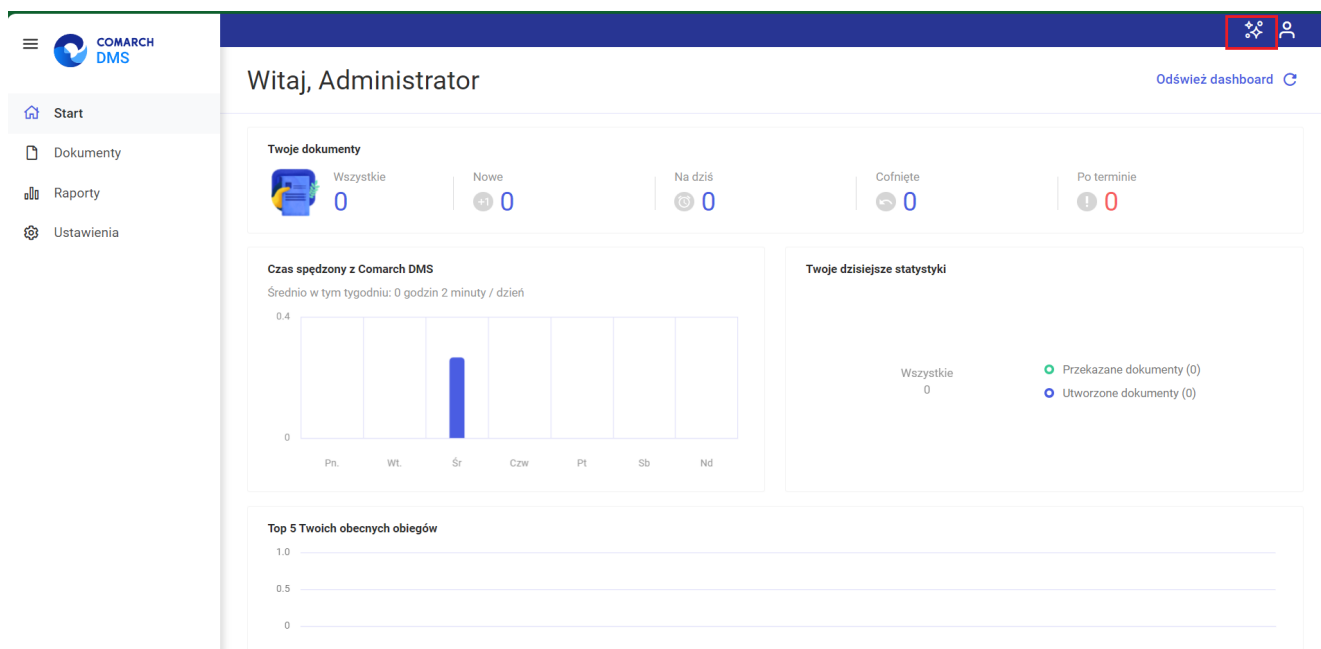 COMARCH
DMS
Start
Dokumenty
Raporty
Ustawienia
Witaj, Administrator
Odśwież dashboard
Twoje dokumenty
Wszystkie
0
Nowe
+1 0
Na dziś
0
Cofnięte
0
Po terminie
! 0
Czas spędzony z Comarch DMS
Średnio w tym tygodniu: 0 godzin 2 minuty / dzień
0.4
0
Pn. Wt. Śr Czw Pt Sb Nd
Twoje dzisiejsze statystyki
Wszystkie
0
Przekazane dokumenty (0)
Utworzone dokumenty (0)
Top 5 Twoich obecnych obiegów
1.0
0.5
0